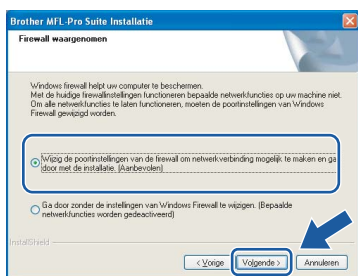 Brother MFL-Pro Suite Installatie
Firewall waargenomen
Windows firewall helpt uw computer te beschermen.
Met de huidige firewallinstellingen functioneren bepaalde netwerkfuncties op uw machine niet.
Om alle netwerkfuncties te laten functioneren, moeten de poortinstellingen van Windows
Firewall gewijzigd worden.
Wijzig de poortinstellingen van de firewall om netwerkverbinding mogelijk te maken en ga
door met de installatie. (Aanbevolen)
Ga door zonder de instellingen van Windows Firewall te wijzigen. (Bepaalde
netwerkfuncties worden gedeactiveerd)
InstallShield
< Vorige
Volgende >
Annuleren